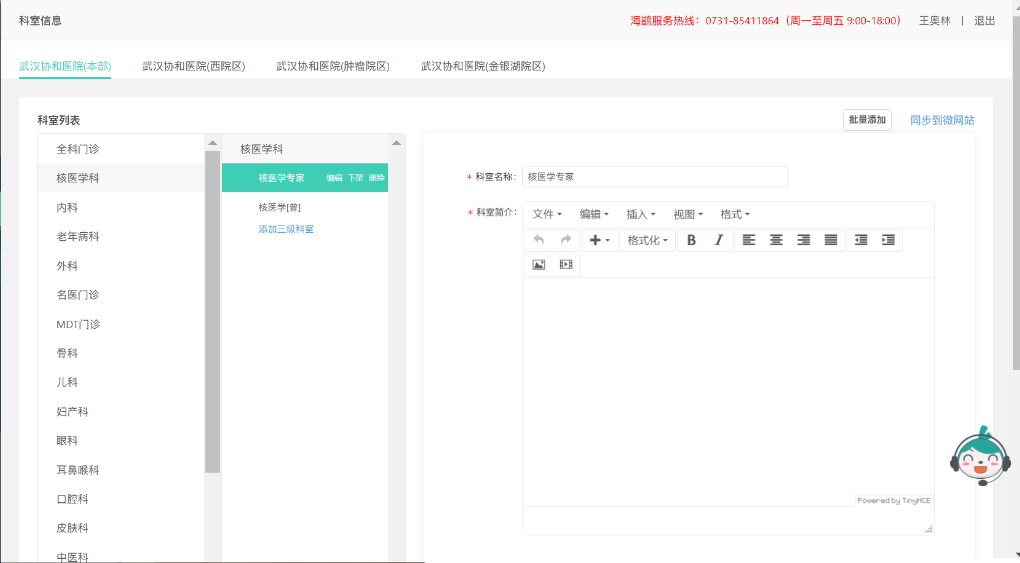 科室信息
海鹚服务热线：0731-85411864（周一至周五 9:00-18:00） 王奥林 | 退出
武汉协和医院(本部) 武汉协和医院(西院区) 武汉协和医院(肿瘤院区) 武汉协和医院(金银湖院区)
科室列表
批量添加 同步到微网站
全科门诊
核医学科
内科
老年病科
外科
名医门诊
MDT门诊
骨科
儿科
妇产科
眼科
耳鼻喉科
口腔科
皮肤科
中医科
核医学科
核医学专家 编辑 下架 删除
核医学[普]
添加三级科室
* 科室名称： 核医学专家
* 科室简介：
文件 编辑 插入 视图 格式
格式化 B I
Powered by TinyMCE